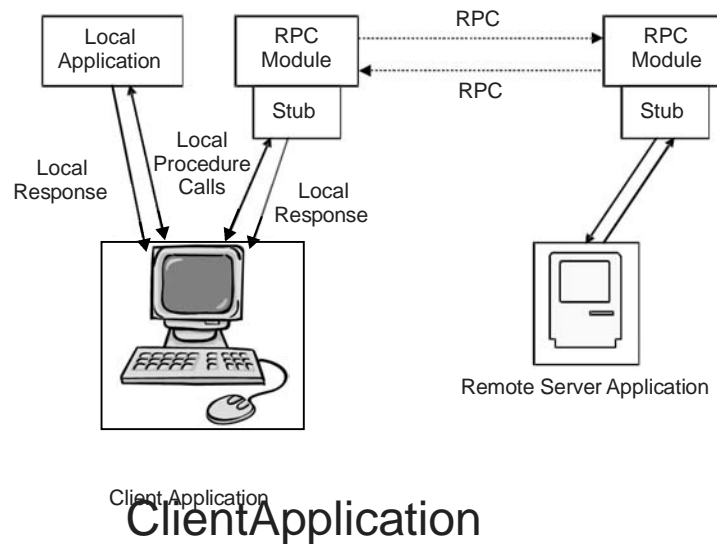 Local
Application
RPC
Module
RPC
RPC
RPC
Module
Stub
Stub
Local
Response
Local
Procedure
Calls
Local
Response
Remote Server Application
Client Application
ClientApplication